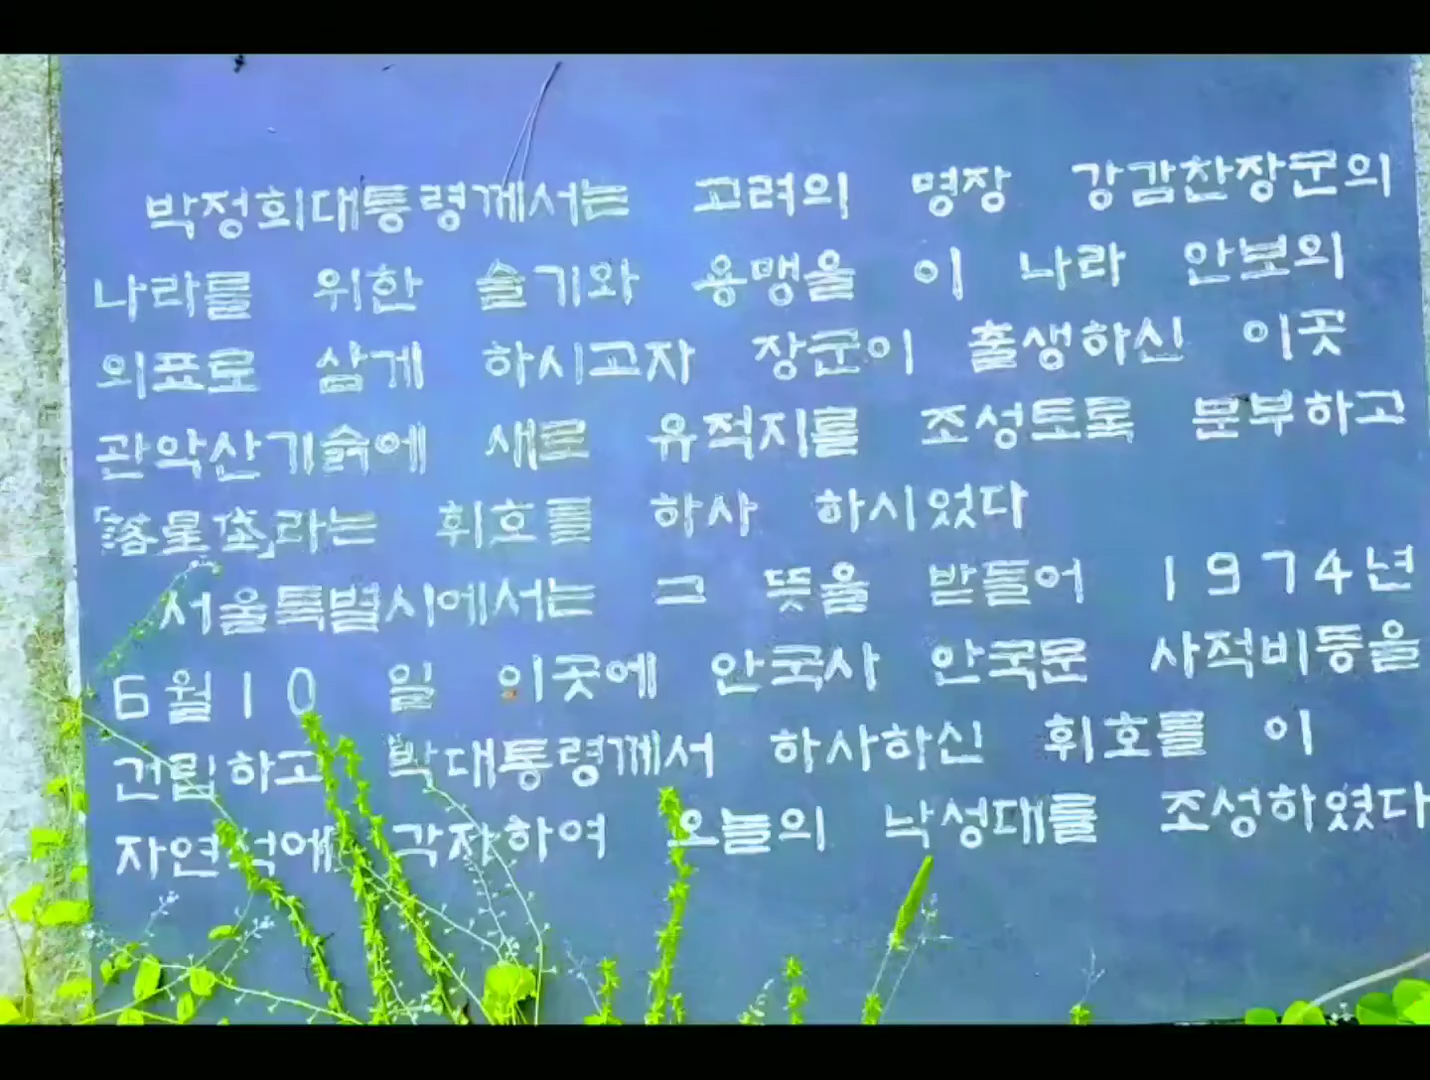 박정희대통령께서는 고려의 명장 강감찬장군의
나라를 위한 슬기와 용맹을 이 나라 안보의
의표로 삼게 하시고자 장군이 출생하신 이곳
관악산기슭에 새로 유적지를 조성토록 분부하고
「落星垈」라는 휘호를 하사 하시었다
서울특별시에서는 그 뜻을 받들어 1974년
6월10 일 이곳에 안국사 안국문 사적비등을
건립하고 박대통령께서 하사하신 휘호를 이
자연석에 각자하여 오늘의 낙성대를 조성하였다